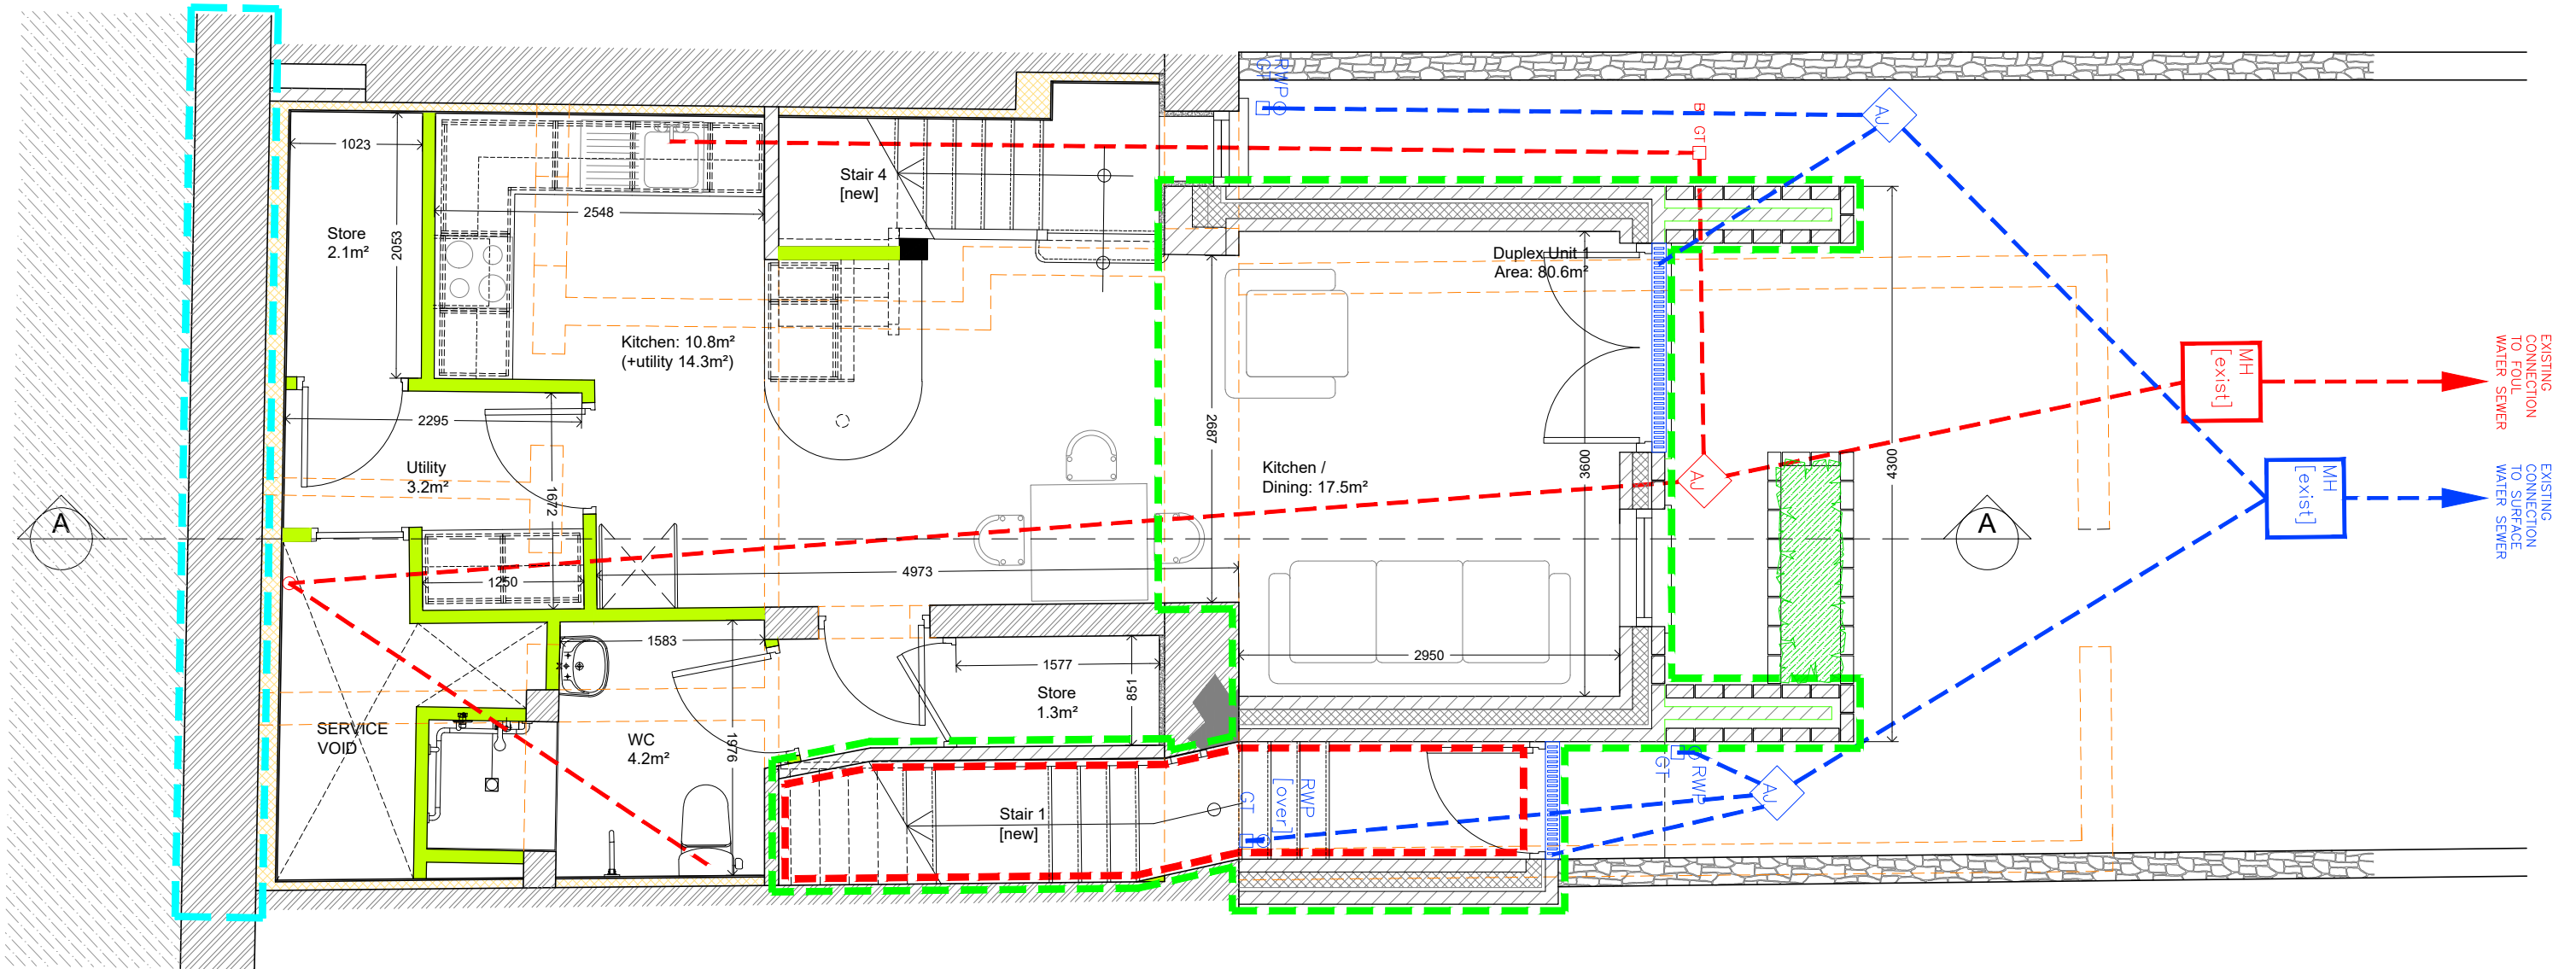 RWP
GT
BI GT
AJ
1023
2053
Store
2.1m²
2548
Stair 4
[new]
Duplex Unit 1
Area: 80.6m²
Kitchen: 10.8m²
(+utility 14.3m²)
2295
Utility
3.2m²
1672
2687
3600
4300
Kitchen /
Dining: 17.5m²
AJ
MH
[exist]
EXISTING
CONNECTION
TO FOUL
WATER SEWER
MH
[exist]
EXISTING
CONNECTION
TO SURFACE
WATER SEWER
A
A
1250
4973
1583
1577
851
2950
Store
1.3m²
SERVICE
VOID
WC
4.2m²
1976
Stair 1
[new]
GT
RWP
[over]
GT
RWP
AJ